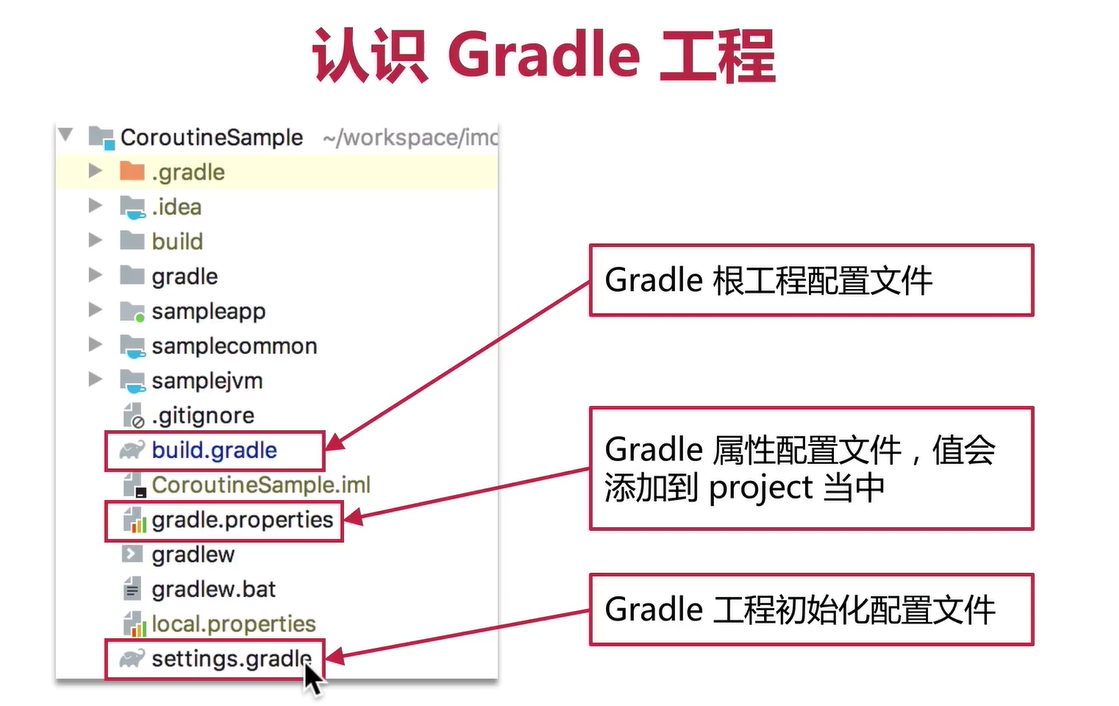 认识 Gradle 工程
CoroutineSample ~/workspace/imo
.gradle
.idea
build
gradle
sampleapp
samplecommon
samplejvm
.gitignore
build.gradle
CoroutineSample.iml
gradle.properties
gradlew
gradlew.bat
local.properties
settings.gradle
Gradle 根工程配置文件
Gradle 属性配置文件，值会
添加到 project 当中
Gradle 工程初始化配置文件